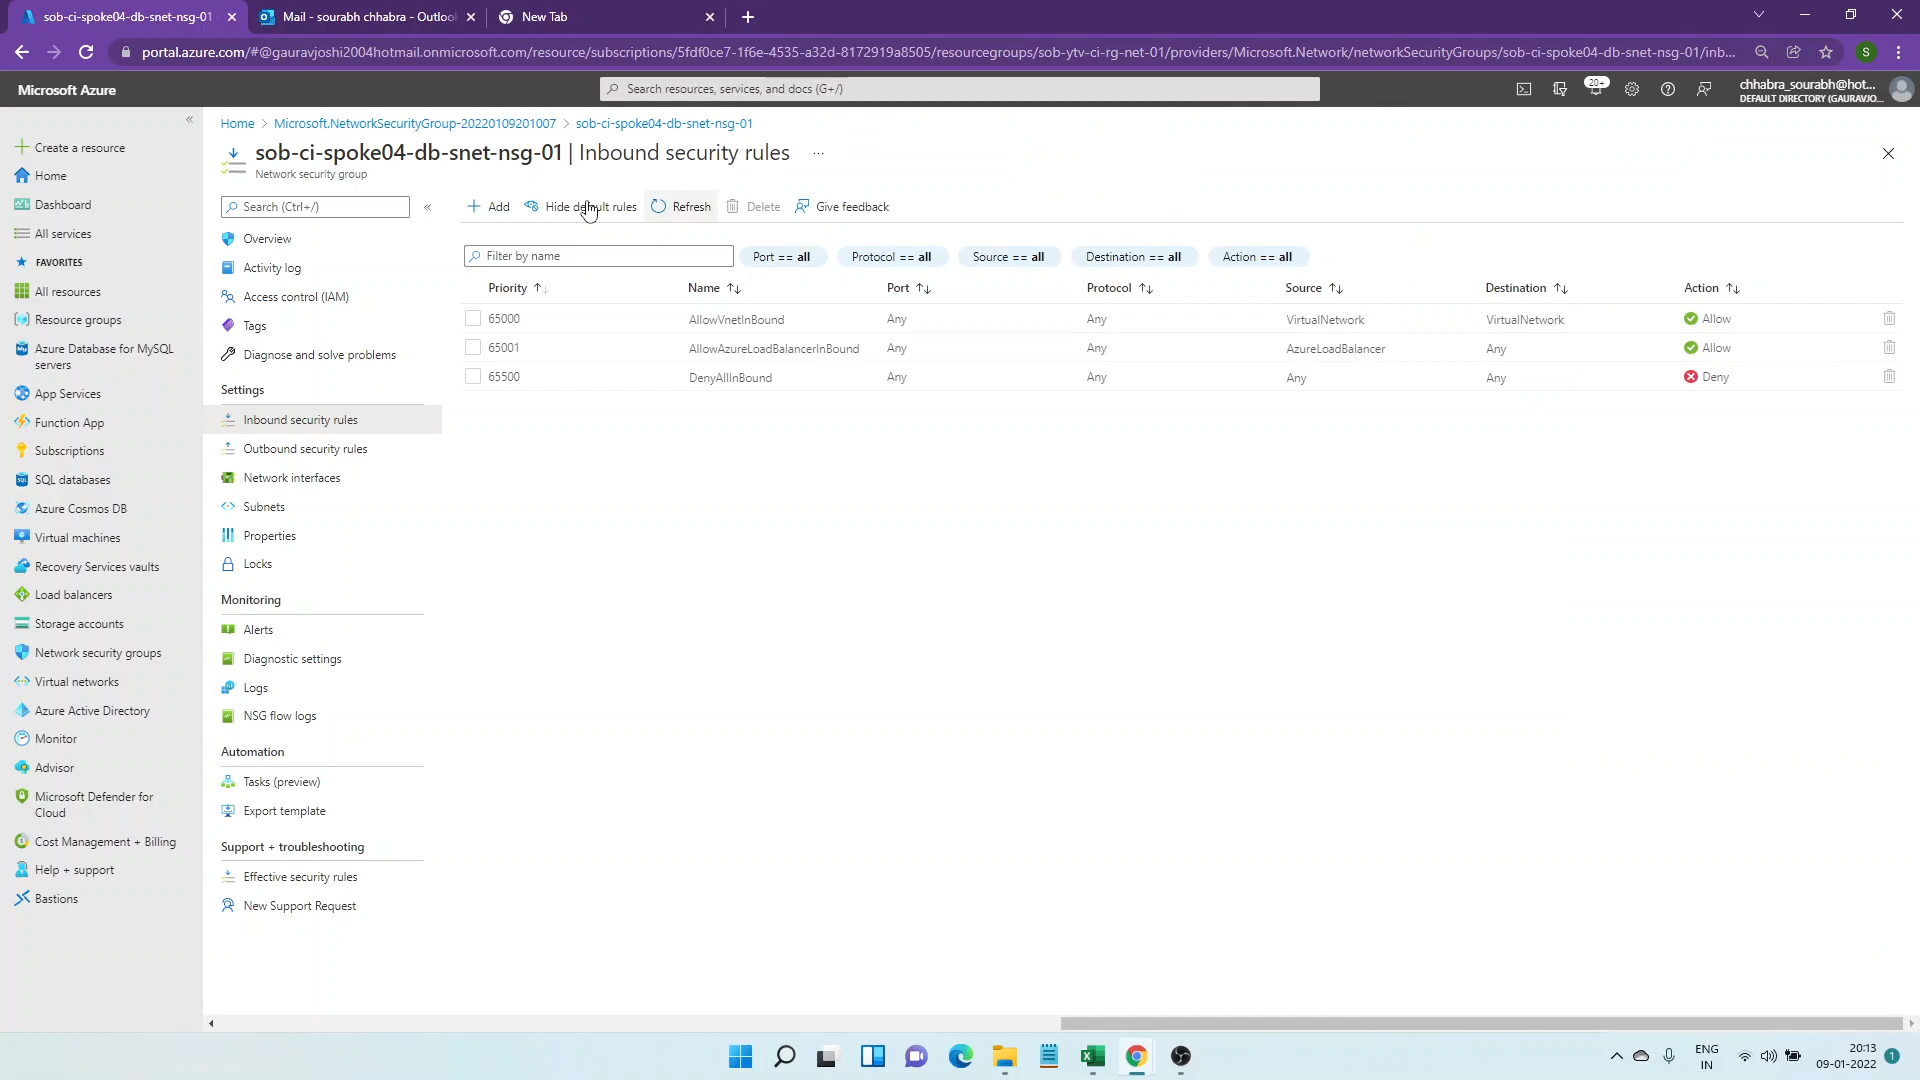 sob-ci-spoke04-db-snet-nsg-01
Mail - sourabh chhabra - Outlook
New Tab
portal.azure.com/#@gauravjoshi2004hotmail.onmicrosoft.com/resource/subscriptions/5fdf0ce7-1f6e-4535-a32d-8172919a8505/resourcegroups/sob-ytv-ci-rg-net-01/providers/Microsoft.Network/networkSecurityGroups/sob-ci-spoke04-db-snet-nsg-01/inb...
S
Microsoft Azure
Search resources, services, and docs (G+/)
20+
chhabra_sourabh@hot...
DEFAULT DIRECTORY (GAURAVJO...
Create a resource
Home
Dashboard
All services
FAVORITES
All resources
Resource groups
Azure Database for MySQL
servers
App Services
Function App
Subscriptions
SQL databases
Azure Cosmos DB
Virtual machines
Recovery Services vaults
Load balancers
Storage accounts
Network security groups
Virtual networks
Azure Active Directory
Monitor
Advisor
Microsoft Defender for
Cloud
Cost Management + Billing
Help + support
Bastions
Home > Microsoft.NetworkSecurityGroup-20220109201007 > sob-ci-spoke04-db-snet-nsg-01
sob-ci-spoke04-db-snet-nsg-01 | Inbound security rules ...
Network security group
Search (Ctrl+/)
Overview
Activity log
Access control (IAM)
Tags
Diagnose and solve problems
Settings
Inbound security rules
Outbound security rules
Network interfaces
Subnets
Properties
Locks
Monitoring
Alerts
Diagnostic settings
Logs
NSG flow logs
Automation
Tasks (preview)
Export template
Support + troubleshooting
Effective security rules
New Support Request
Add Hide default rules Refresh Delete Give feedback
Filter by name Port == all Protocol == all Source == all Destination == all Action == all
Priority Name Port Protocol Source Destination Action
65000 AllowVnetInBound Any Any VirtualNetwork VirtualNetwork Allow
65001 AllowAzureLoadBalancerInBound Any Any AzureLoadBalancer Any Allow
65500 DenyAllInBound Any Any Any Any Deny
ENG
IN
20:13
09-01-2022
1